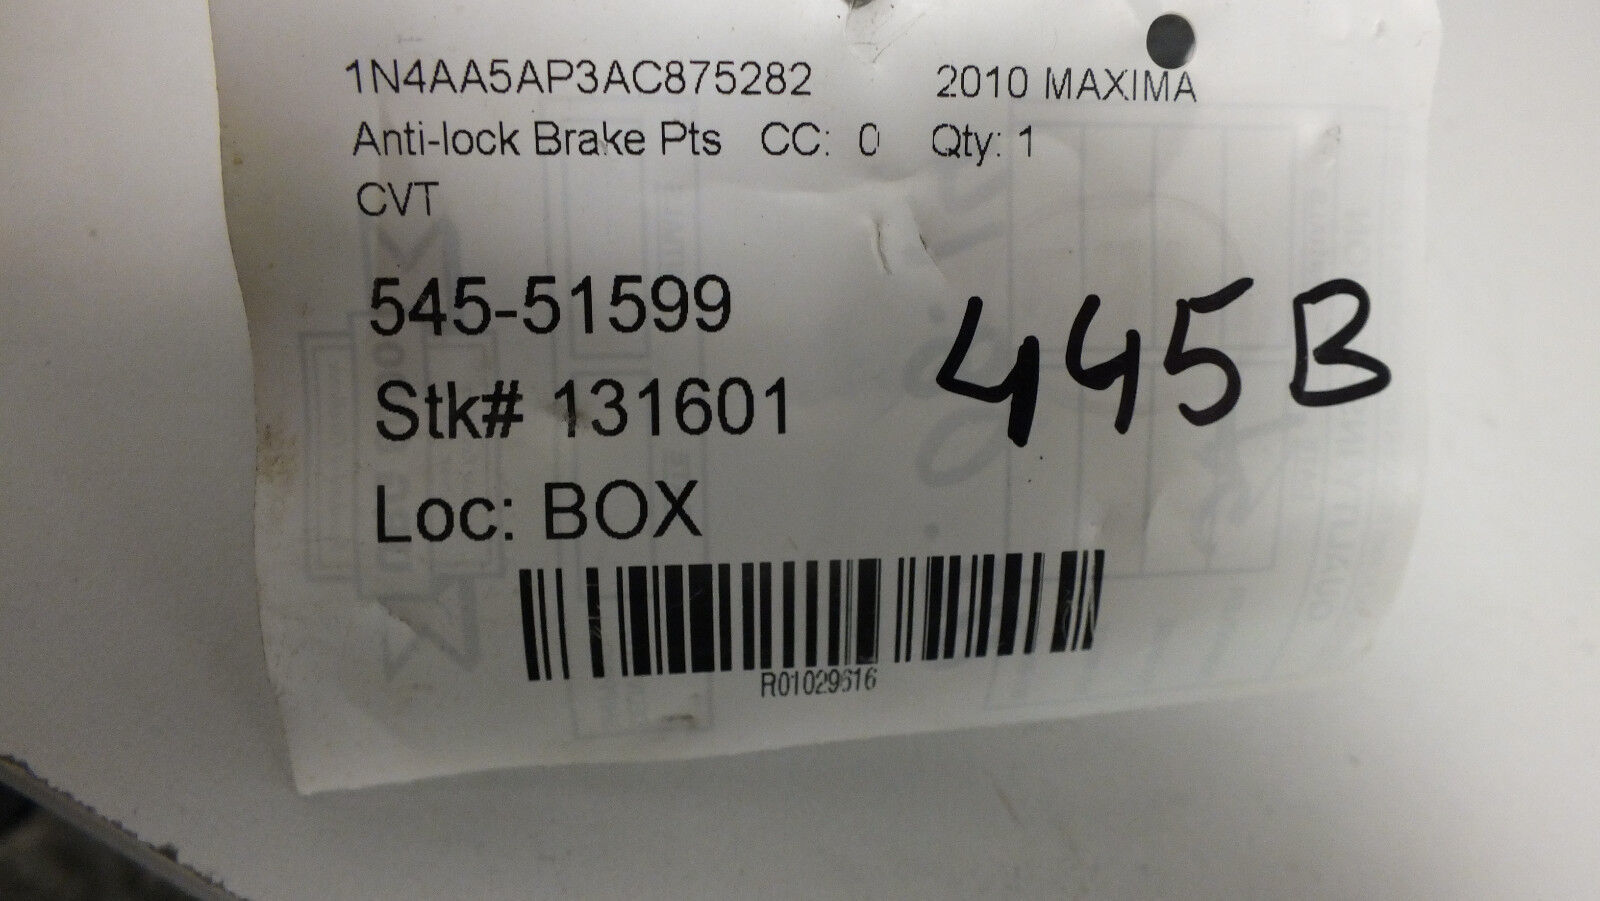 1N4AA5AP3AC875282 2010 MAXIMA
Anti-lock Brake Pts CC: 0 Qty: 1
CVT
545-51599
445B
Stk# 131601
Loc: BOX
R01029616